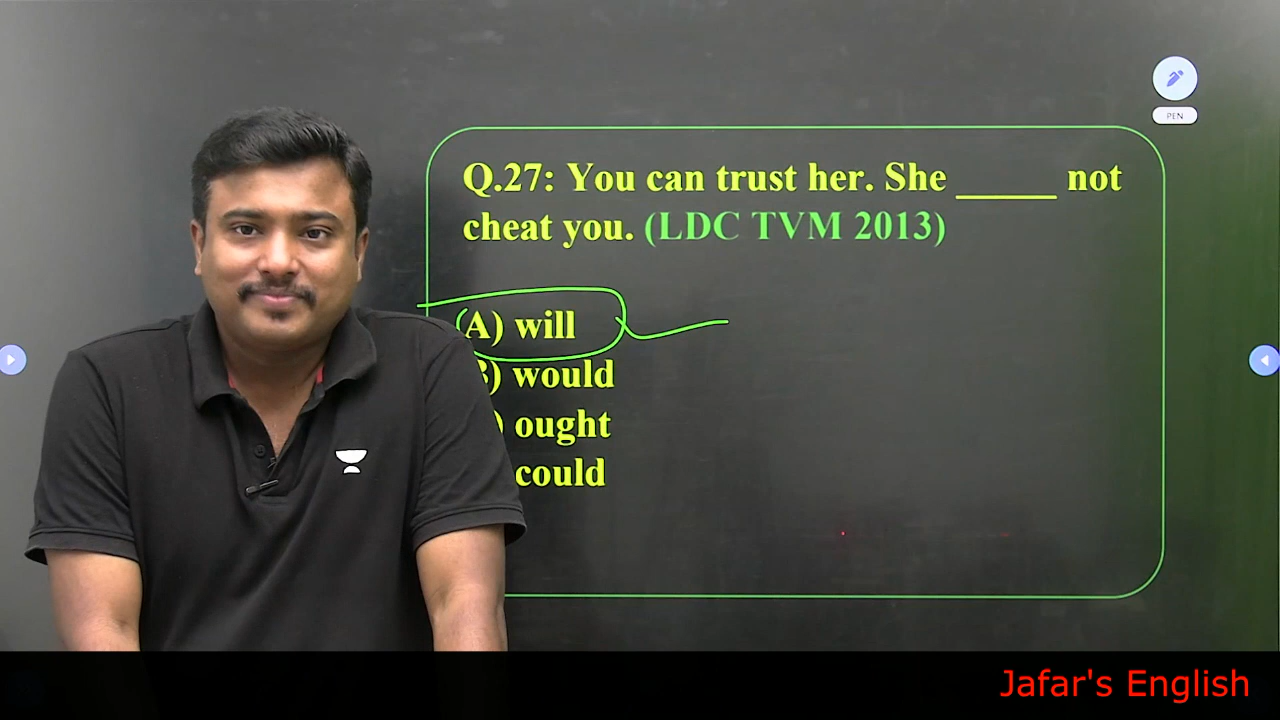 PEN
Q.27: You can trust her. She ______ not
cheat you. (LDC TVM 2013)
(A) will
B) would
) ought
could
Jafar's English